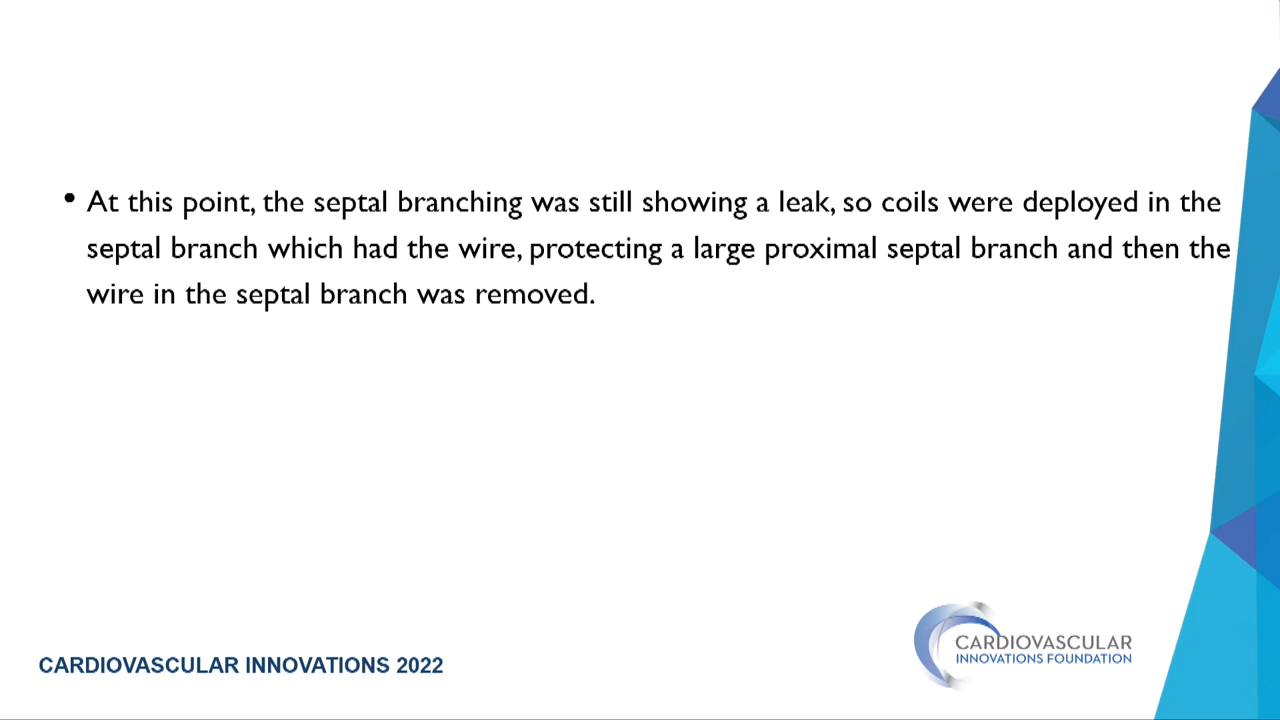 • At this point, the septal branching was still showing a leak, so coils were deployed in the
septal branch which had the wire, protecting a large proximal septal branch and then the
wire in the septal branch was removed.
CARDIOVASCULAR
INNOVATIONS FOUNDATION
CARDIOVASCULAR INNOVATIONS 2022